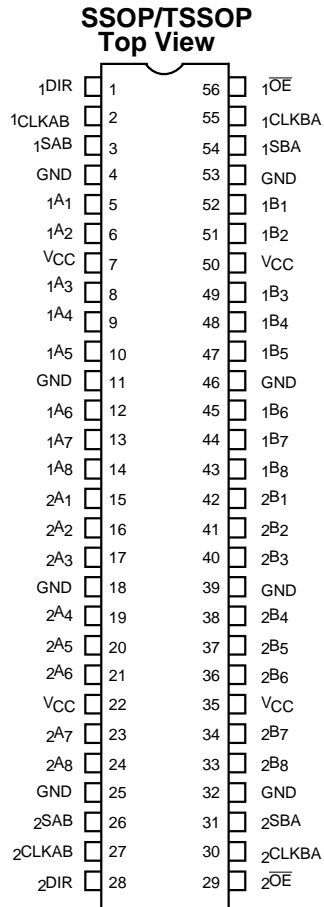 SSOP/TSSOP
Top View
1DIR 1 56 1OE
1CLKAB 2 55 1CLKBA
1SAB 3 54 1SBA
GND 4 53 GND
1A1 5 52 1B1
1A2 6 51 1B2
VCC 7 50 VCC
1A3 8 49 1B3
1A4 9 48 1B4
1A5 10 47 1B5
GND 11 46 GND
1A6 12 45 1B6
1A7 13 44 1B7
1A8 14 43 1B8
2A1 15 42 2B1
2A2 16 41 2B2
2A3 17 40 2B3
GND 18 39 GND
2A4 19 38 2B4
2A5 20 37 2B5
2A6 21 36 2B6
VCC 22 35 VCC
2A7 23 34 2B7
2A8 24 33 2B8
GND 25 32 GND
2SAB 26 31 2SBA
2CLKAB 27 30 2CLKBA
2DIR 28 29 2OE